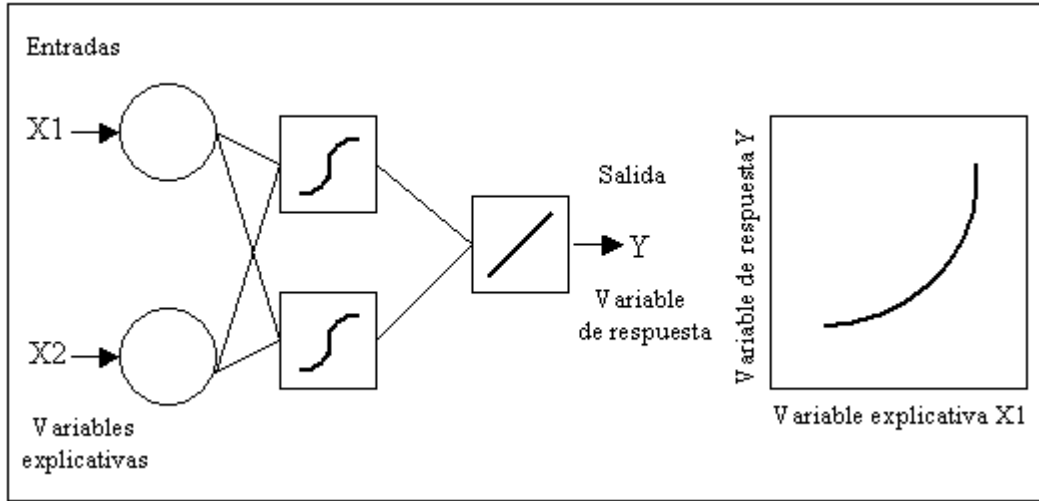 Entradas
X1
X2
Variables
explicativas
Salida
Y
Variable
de respuesta
Variable de respuesta Y
Variable explicativa X1